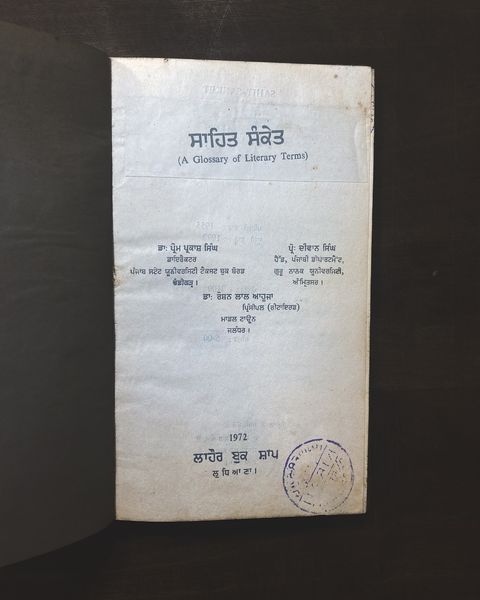 ਸਾਹਿਤ ਸੰਕੇਤ
(A Glossary of Literary Terms)
ਡਾ: ਪ੍ਰੇਮ ਪ੍ਰਕਾਸ਼ ਸਿੰਘ
ਡਾਇਰੈਕਟਰ
ਪੰਜਾਬ ਸਟੇਟ ਯੂਨੀਵਰਸਿਟੀ ਟੈਕਸਟ ਬੁਕ ਬੋਰਡ
ਚੰਡੀਗੜ੍ਹ।
ਪ੍ਰੋ: ਦੀਵਾਨ ਸਿੰਘ
ਹੈੱਡ, ਪੰਜਾਬੀ ਡੀਪਾਰਟਮੈਂਟ,
ਗੁਰੂ ਨਾਨਕ ਯੂਨੀਵਰਸਿਟੀ,
ਅੰਮ੍ਰਿਤਸਰ।
ਡਾ: ਰੋਸ਼ਨ ਲਾਲ ਆਹੂਜਾ
ਪ੍ਰਿੰਸੀਪਲ (ਰੀਟਾਇਰਡ)
ਮਾਡਲ ਟਾਊਨ
ਜਲੰਧਰ।
1972
ਲਾਹੌਰ ਬੁਕ ਸ਼ਾਪ
ਲੁਧਿਆਣਾ।